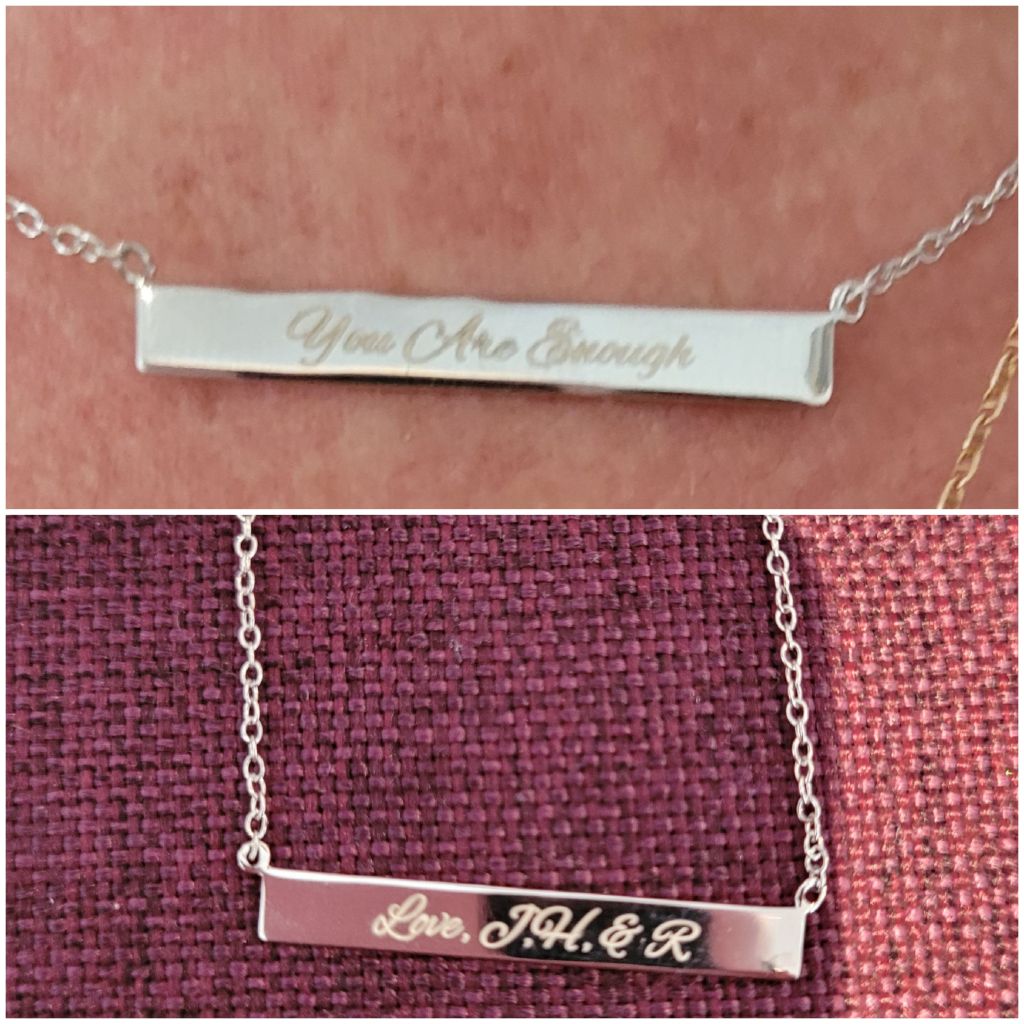 You Are Enough
Love, J,H, & R